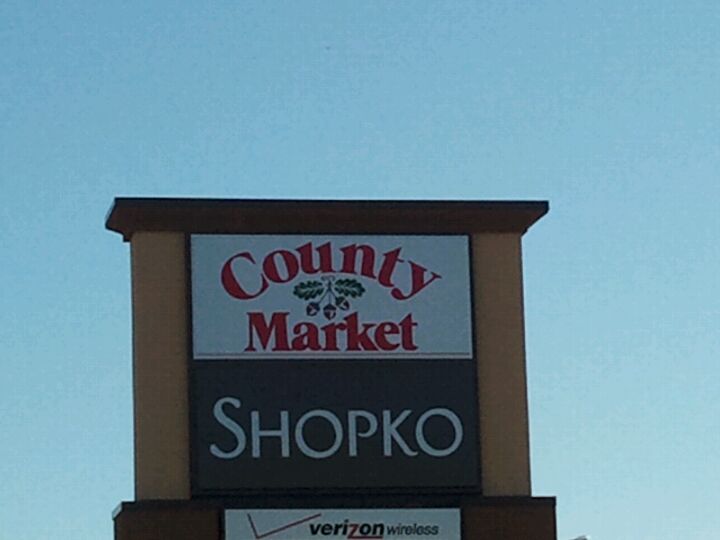 County
Market
SHOPKO
verizon wireless